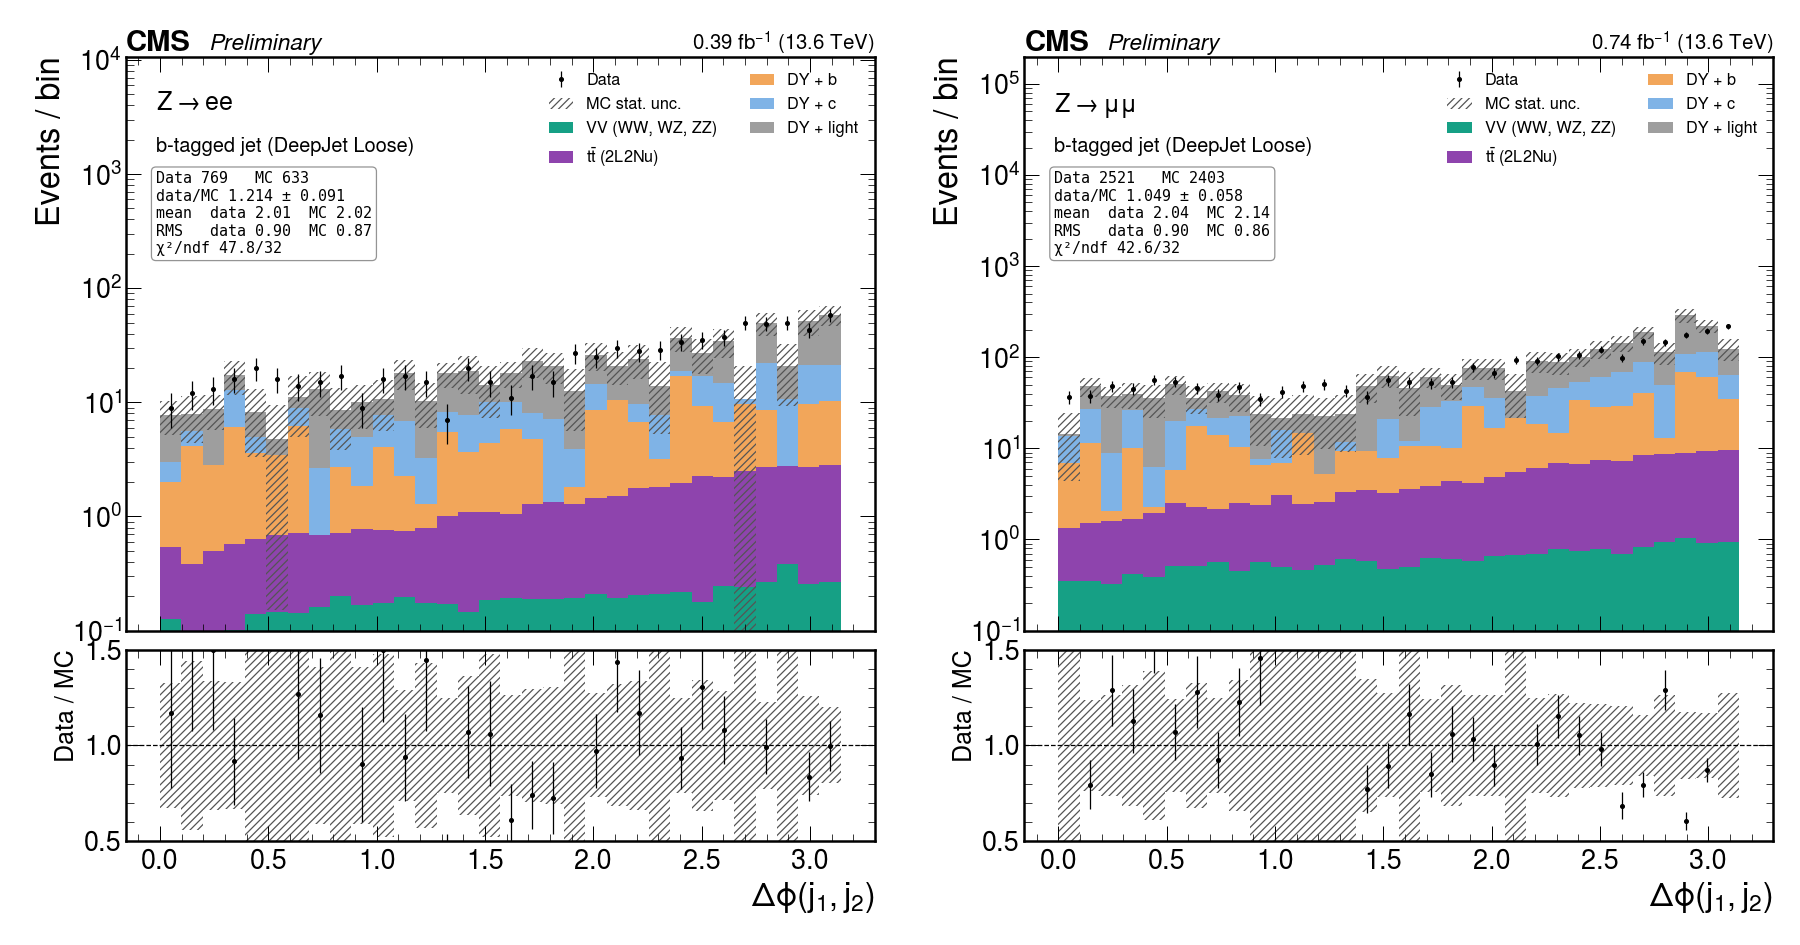 CMS Preliminary 0.39 fb⁻¹ (13.6 TeV)
Events / bin
10⁴
10³
10²
10¹
10⁰
10⁻¹
Z → ee
b-tagged jet (DeepJet Loose)
Data 769 MC 633
data/MC 1.214 ± 0.091
mean data 2.01 MC 2.02
RMS data 0.90 MC 0.87
χ²/ndf 47.8/32
Data
MC stat. unc.
VV (WW, WZ, ZZ)
tt̄ (2L2Nu)
DY + b
DY + c
DY + light
Data / MC
1.5
1.0
0.5
0.0 0.5 1.0 1.5 2.0 2.5 3.0
Δϕ(j₁, j₂)
CMS Preliminary 0.74 fb⁻¹ (13.6 TeV)
Events / bin
10⁵
10⁴
10³
10²
10¹
10⁰
10⁻¹
Z → μμ
b-tagged jet (DeepJet Loose)
Data 2521 MC 2403
data/MC 1.049 ± 0.058
mean data 2.04 MC 2.14
RMS data 0.90 MC 0.86
χ²/ndf 42.6/32
Data
MC stat. unc.
VV (WW, WZ, ZZ)
tt̄ (2L2Nu)
DY + b
DY + c
DY + light
Data / MC
1.5
1.0
0.5
0.0 0.5 1.0 1.5 2.0 2.5 3.0
Δϕ(j₁, j₂)